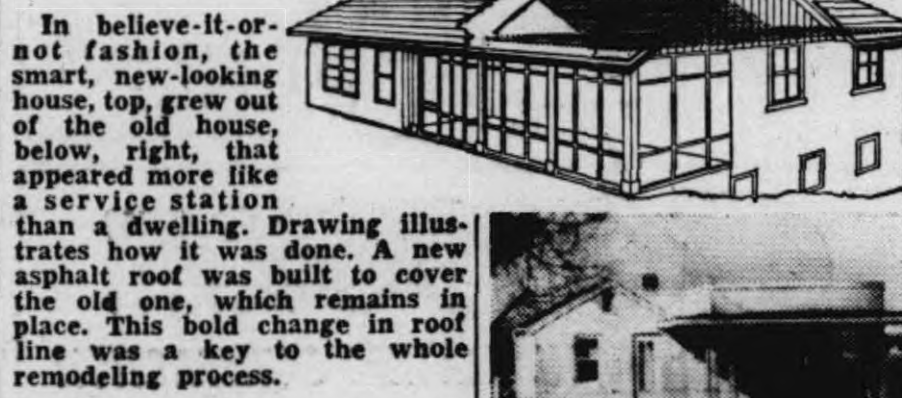 In believe-it-or-
not fashion, the
smart, new-looking
house, top, grew out
of the old house,
below, right, that
appeared more like
a service station
than a dwelling. Drawing illus-
trates how it was done. A new
asphalt roof was built to cover
the old one, which remains in
place. This bold change in roof
line was a key to the whole
remodeling process.